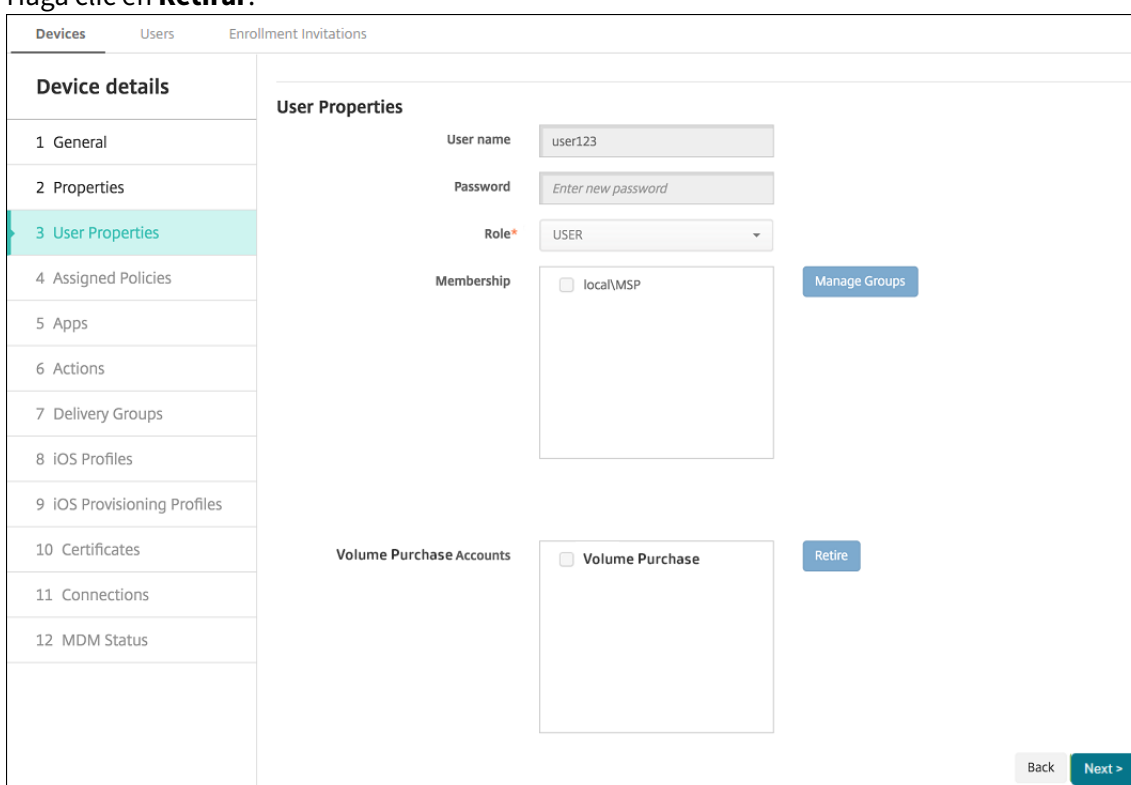 Haga clic en Retirar.
Devices Users Enrollment Invitations
Device details
1 General
2 Properties
3 User Properties
4 Assigned Policies
5 Apps
6 Actions
7 Delivery Groups
8 iOS Profiles
9 iOS Provisioning Profiles
10 Certificates
11 Connections
12 MDM Status
User Properties
User name user123
Password Enter new password
Role* USER
Membership local\MSP Manage Groups
Volume Purchase Accounts Volume Purchase Retire
Back Next >